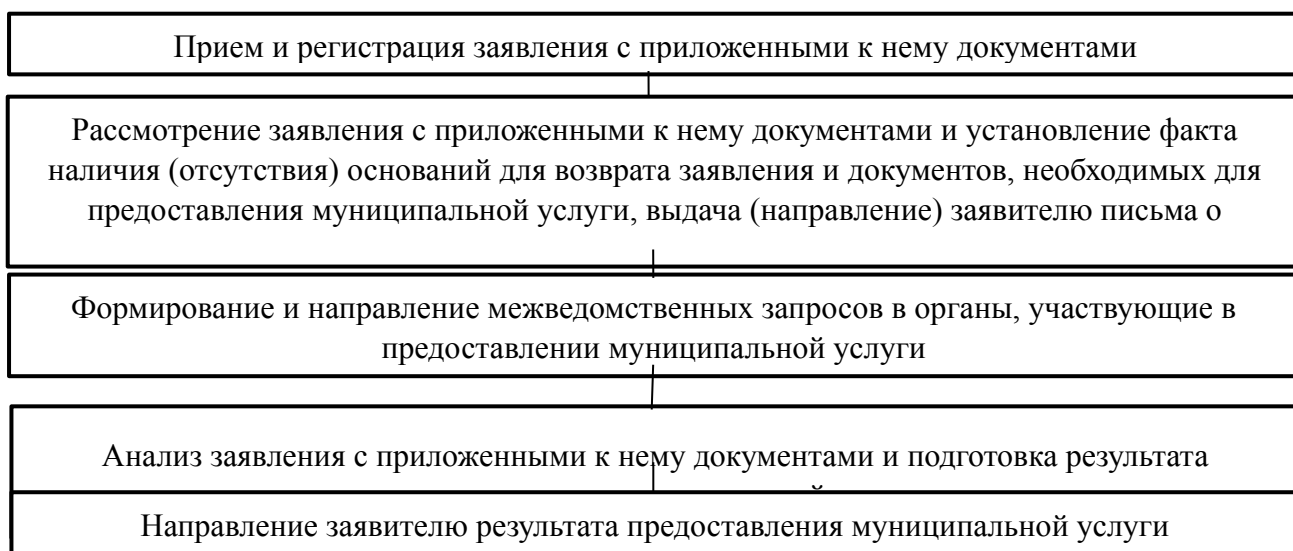 Прием и регистрация заявления с приложенными к нему документами
Рассмотрение заявления с приложенными к нему документами и установление факта
наличия (отсутствия) оснований для возврата заявления и документов, необходимых для
предоставления муниципальной услуги, выдача (направление) заявителю письма о
Формирование и направление межведомственных запросов в органы, участвующие в
предоставлении муниципальной услуги
Анализ заявления с приложенными к нему документами и подготовка результата
Направление заявителю результата предоставления муниципальной услуги